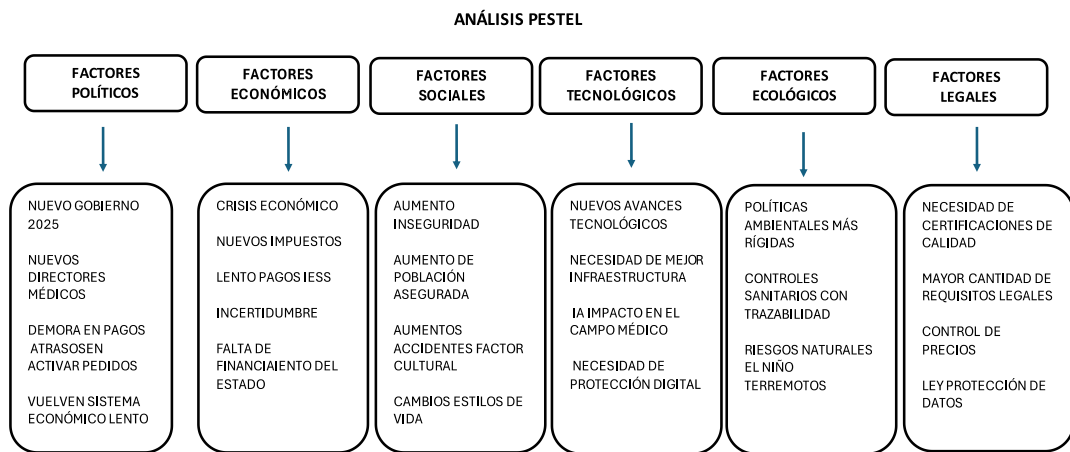 ANÁLISIS PESTEL
FACTORES
POLÍTICOS
FACTORES
ECONÓMICOS
FACTORES
SOCIALES
FACTORES
TECNOLÓGICOS
FACTORES
ECOLÓGICOS
FACTORES
LEGALES
NUEVO GOBIERNO
2025
NUEVOS
DIRECTORES
MÉDICOS
DEMORA EN PAGOS
ATRASOSEN
ACTIVAR PEDIDOS
VUELVEN SISTEMA
ECONÓMICO LENTO
CRISIS ECONÓMICO
NUEVOS IMPUESTOS
LENTO PAGOS IESS
INCERTIDUMBRE
FALTA DE
FINANCIAIENTO DEL
ESTADO
AUMENTO
INSEGURIDAD
AUMENTO DE
POBLACIÓN
ASEGURADA
AUMENTOS
ACCIDENTES FACTOR
CULTURAL
CAMBIOS ESTILOS DE
VIDA
NUEVOS AVANCES
TECNOLÓGICOS
NECESIDAD DE MEJOR
INFRAESTRUCTURA
IA IMPACTO EN EL
CAMPO MÉDICO
NECESIDAD DE
PROTECCIÓN DIGITAL
POLÍTICAS
AMBIENTALES MÁS
RÍGIDAS
CONTROLES
SANITARIOS CON
TRAZABILIDAD
RIESGOS NATURALES
EL NIÑO
TERREMOTOS
NECESIDAD DE
CERTIFICACIONES DE
CALIDAD
MAYOR CANTIDAD DE
REQUISITOS LEGALES
CONTROL DE
PRECIOS
LEY PROTECCIÓN DE
DATOS